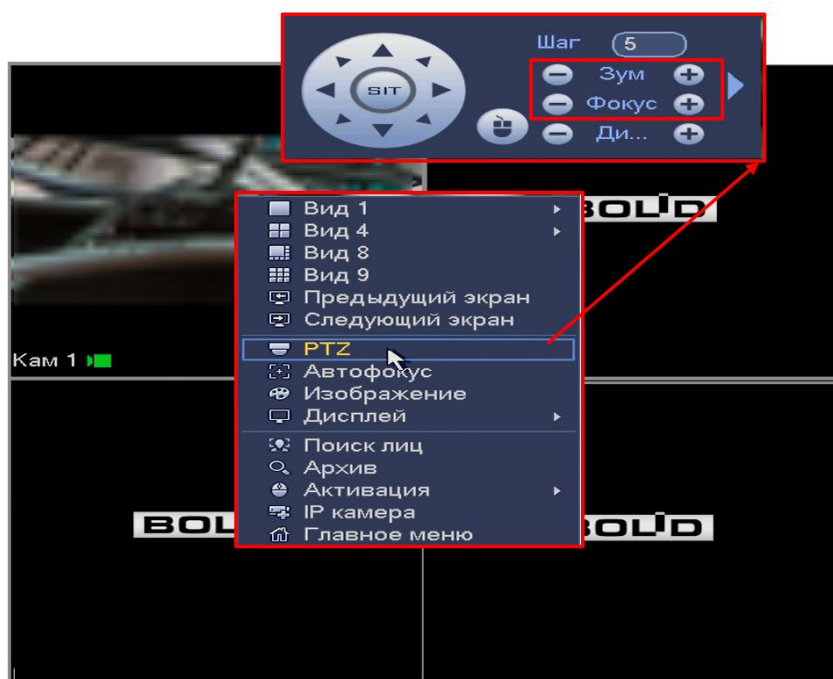 Шаг 5
SIT
Зум
Фокус
Ди...
BOLID
Вид 1
Вид 4
Вид 8
Вид 9
Предыдущий экран
Следующий экран
PTZ
Автофокус
Изображение
Дисплей
Поиск лиц
Архив
Активация
IP камера
Главное меню
Кам 1
BOL
BOLID